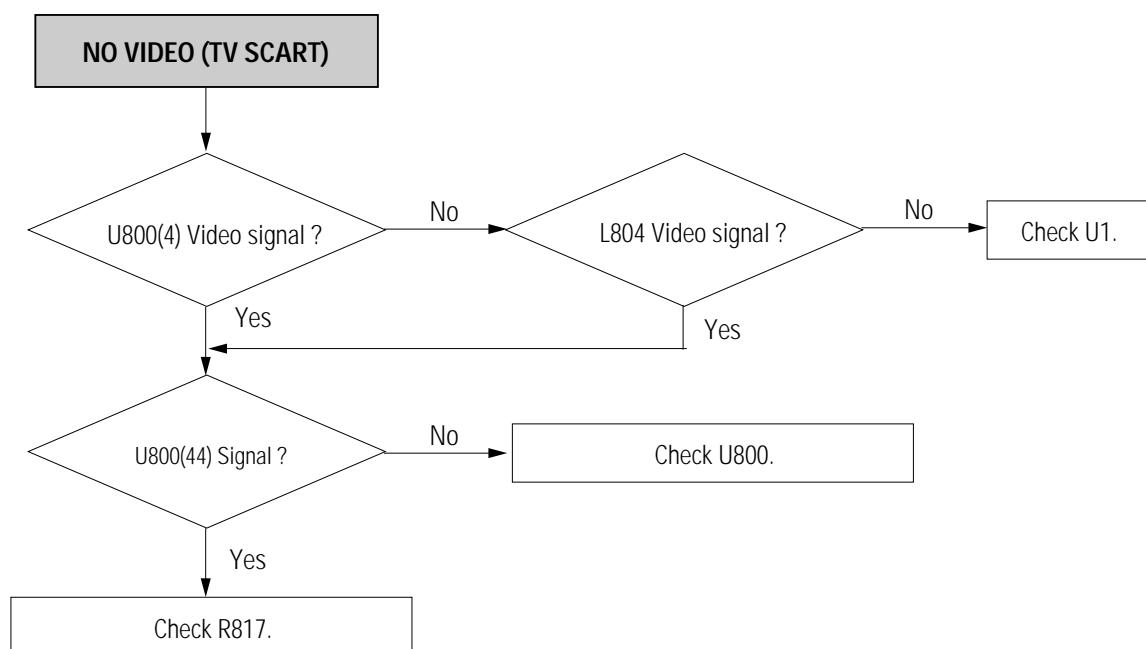 NO VIDEO (TV SCART)
U800(4) Video signal ?
No
L804 Video signal ?
No
Check U1.
Yes
Yes
U800(44) Signal ?
No
Check U800.
Yes
Check R817.